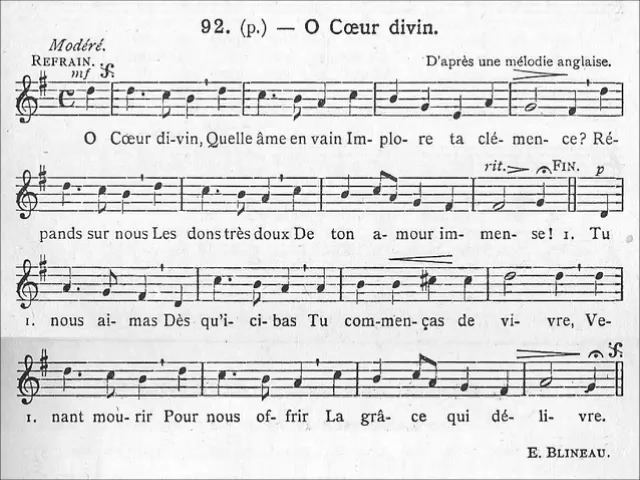 92. (p.) — O Cœur divin.
Modéré.
REFRAIN. D'après une mélodie anglaise.
mf
O Cœur di-vin, Quelle âme en vain Im- plo- re ta clé- men- ce? Ré-
rit. FIN. p
pands sur nous Les dons très doux De ton a- mour im- men- se! 1. Tu
1. nous ai- mas Dès qu'i- ci- bas Tu com-men- ças de vi- vre, Ve-
1. nant mou- rir Pour nous of- frir La grâ- ce qui dé- li- vre.
E. BLINEAU.